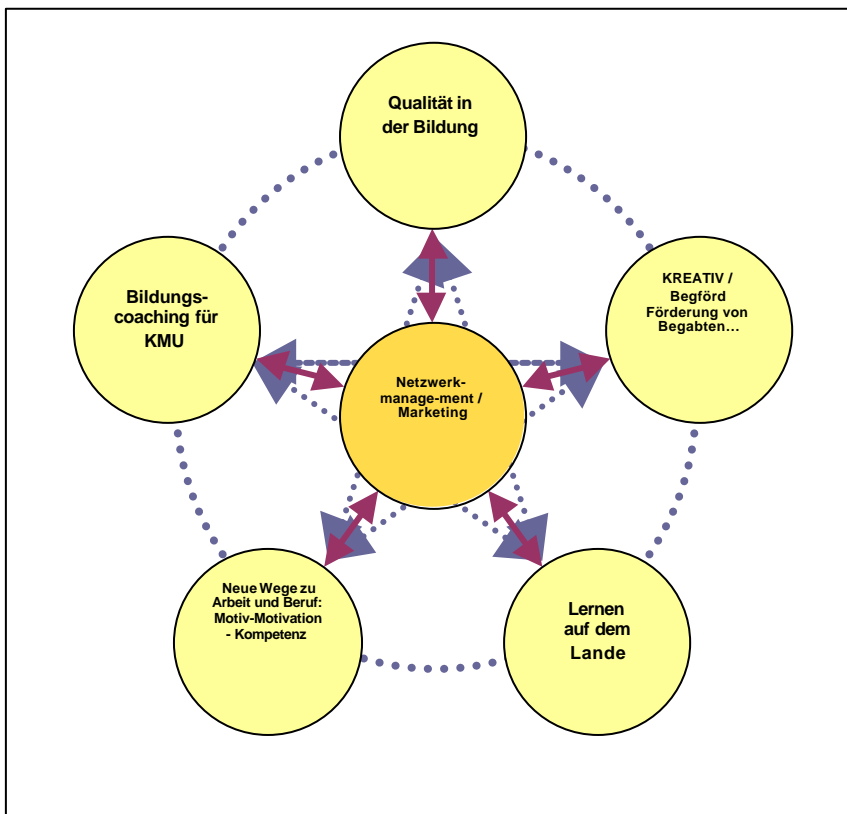 Qualität in
der Bildung
Bildungs-
coaching für
KMU
KREATIV /
Begförd
Förderung von
Begabten…
Netzwerk-
manage-ment /
Marketing
Neue Wege zu
Arbeit und Beruf:
Motiv-Motivation
- Kompetenz
Lernen
auf dem
Lande